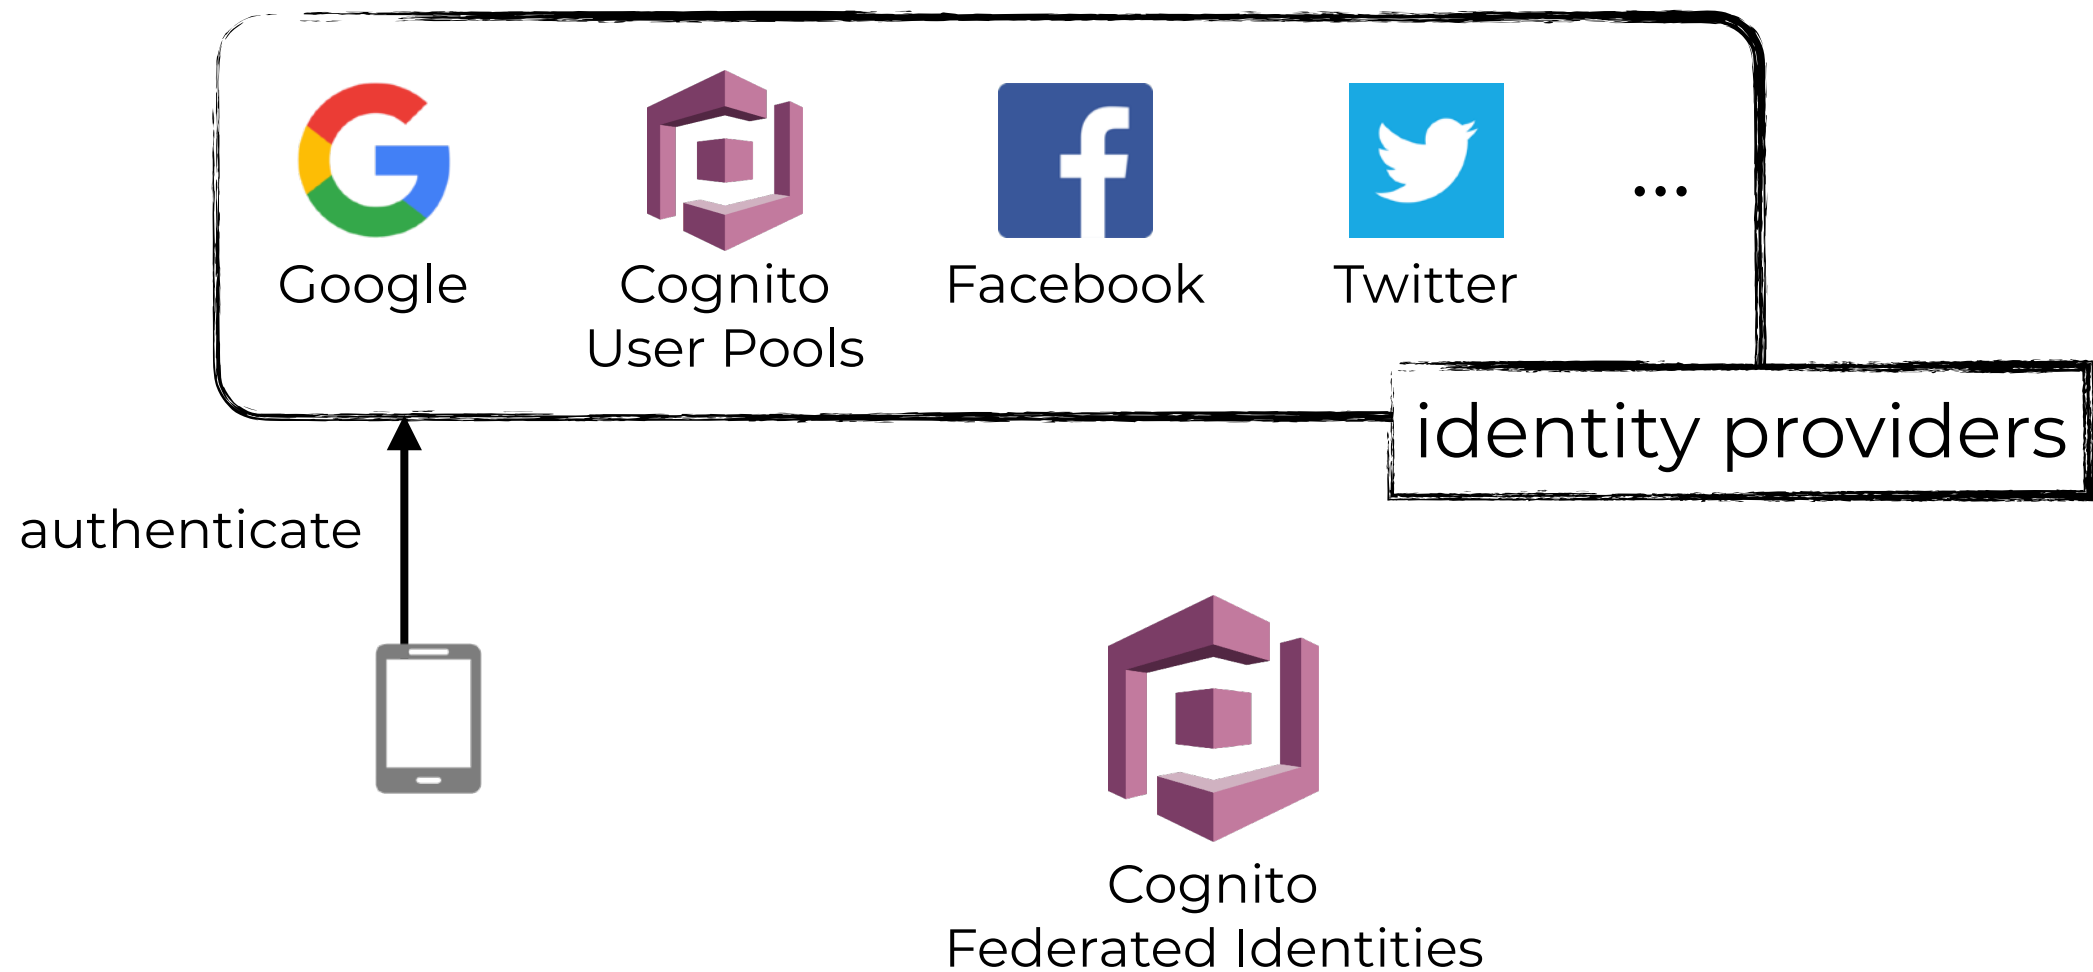 Google
Cognito
User Pools
Facebook
Twitter
...
identity providers
authenticate
Cognito
Federated Identities